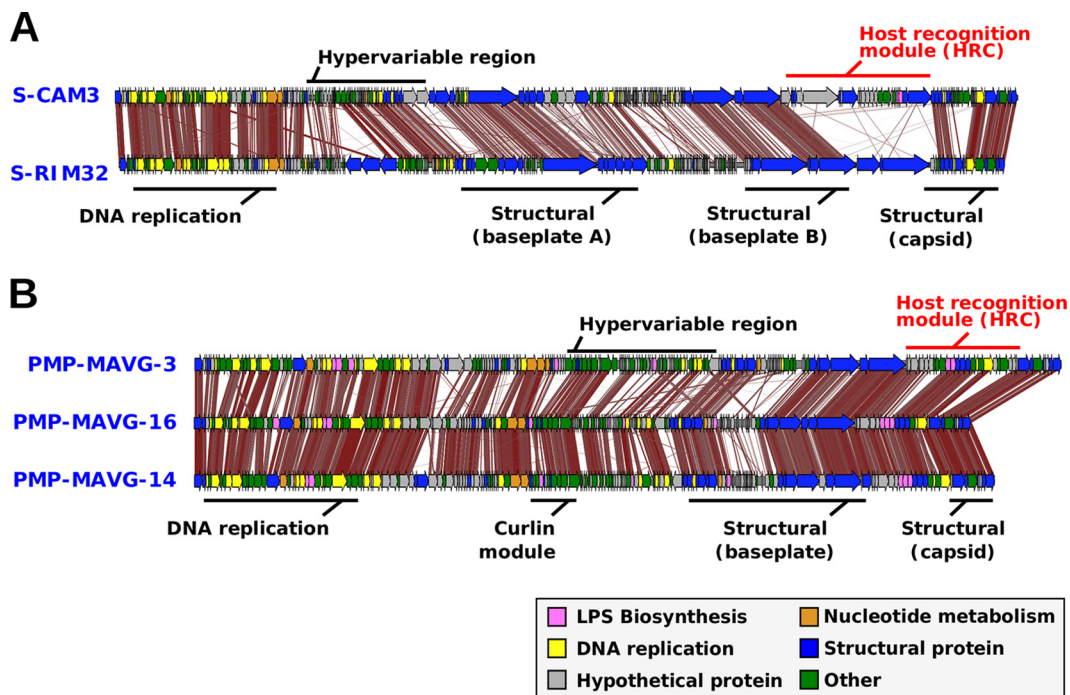 A
Hypervariable region
Host recognition
module (HRC)
S-CAM3
S-RIM32
DNA replication
Structural
(baseplate A)
Structural
(baseplate B)
Structural
(capsid)
B
Hypervariable region
Host recognition
module (HRC)
PMP-MAVG-3
PMP-MAVG-16
PMP-MAVG-14
DNA replication
Curlin
module
Structural
(baseplate)
Structural
(capsid)
LPS Biosynthesis
Nucleotide metabolism
DNA replication
Structural protein
Hypothetical protein
Other